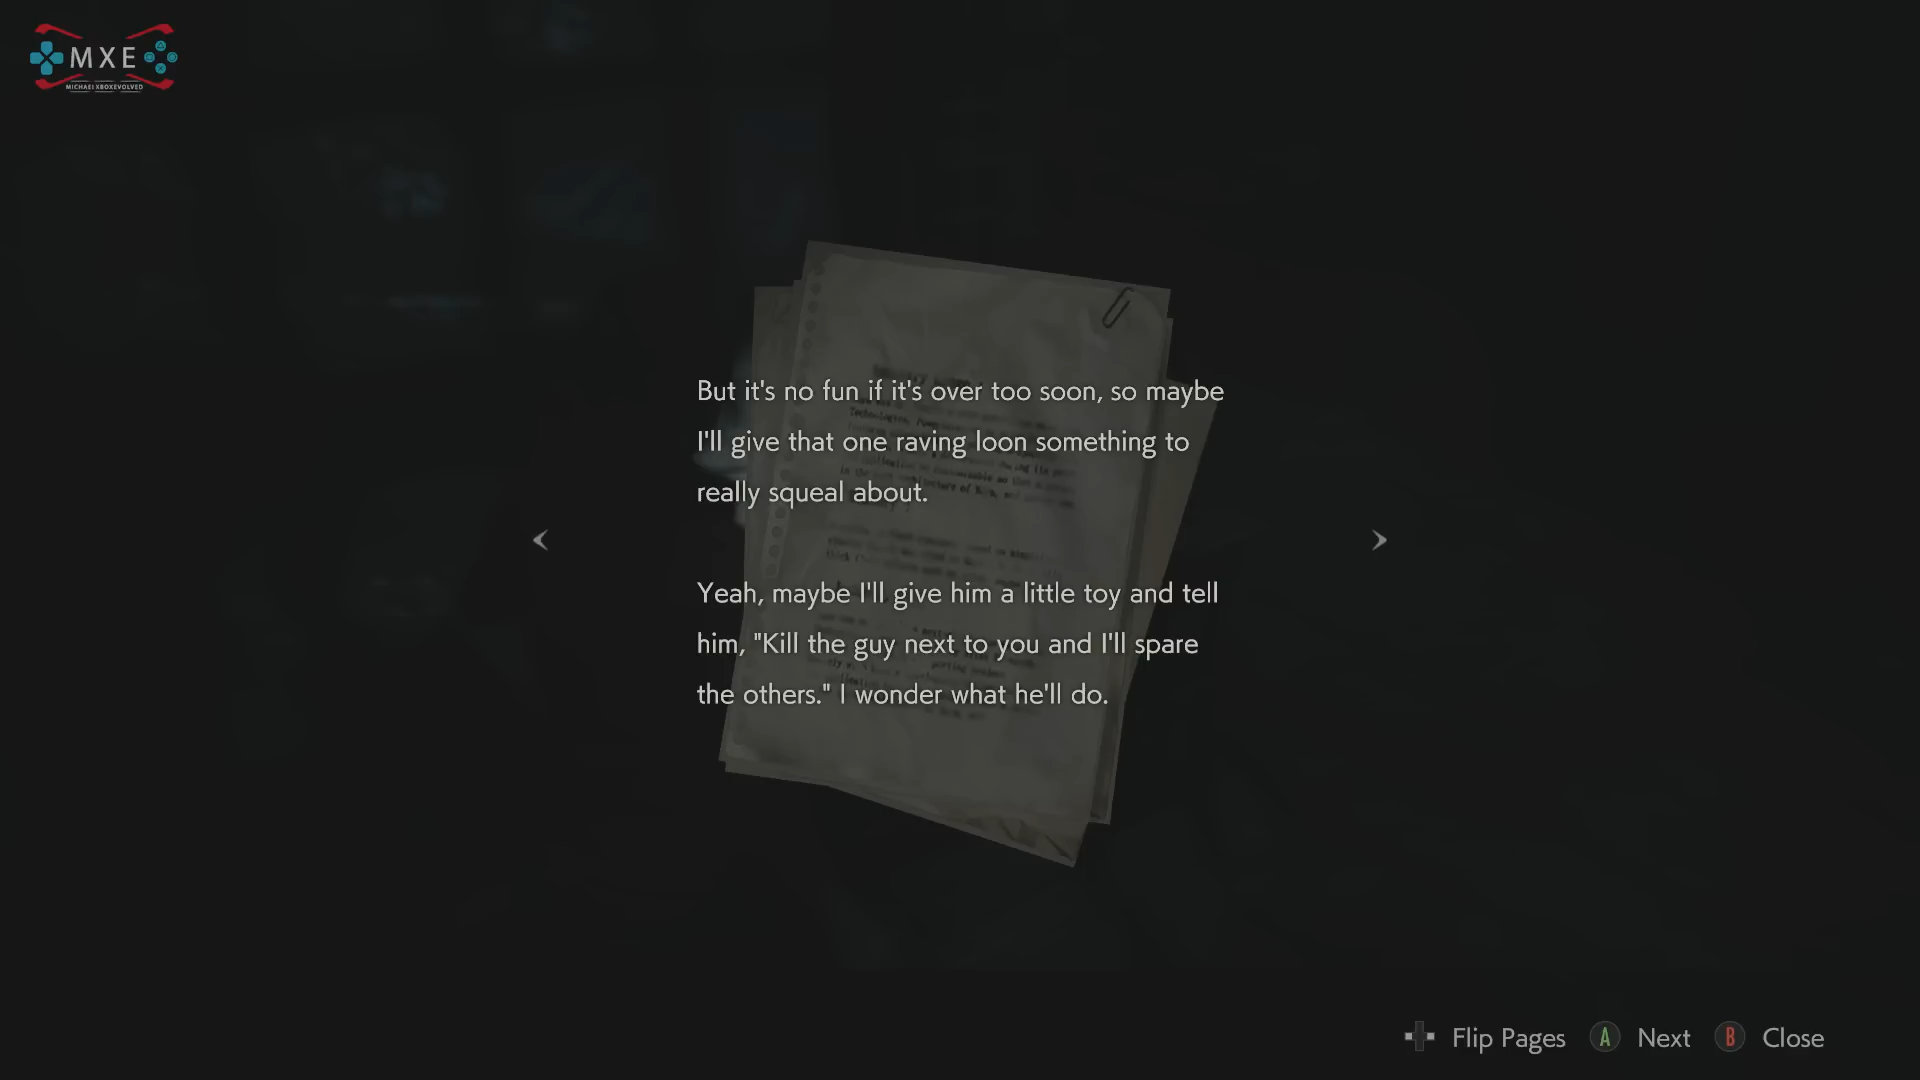 MXE
MICHAELXBOXEVOLVED
But it's no fun if it's over too soon, so maybe
I'll give that one raving loon something to
really squeal about.
Yeah, maybe I'll give him a little toy and tell
him, "Kill the guy next to you and I'll spare
the others." I wonder what he'll do.
Flip Pages A Next B Close